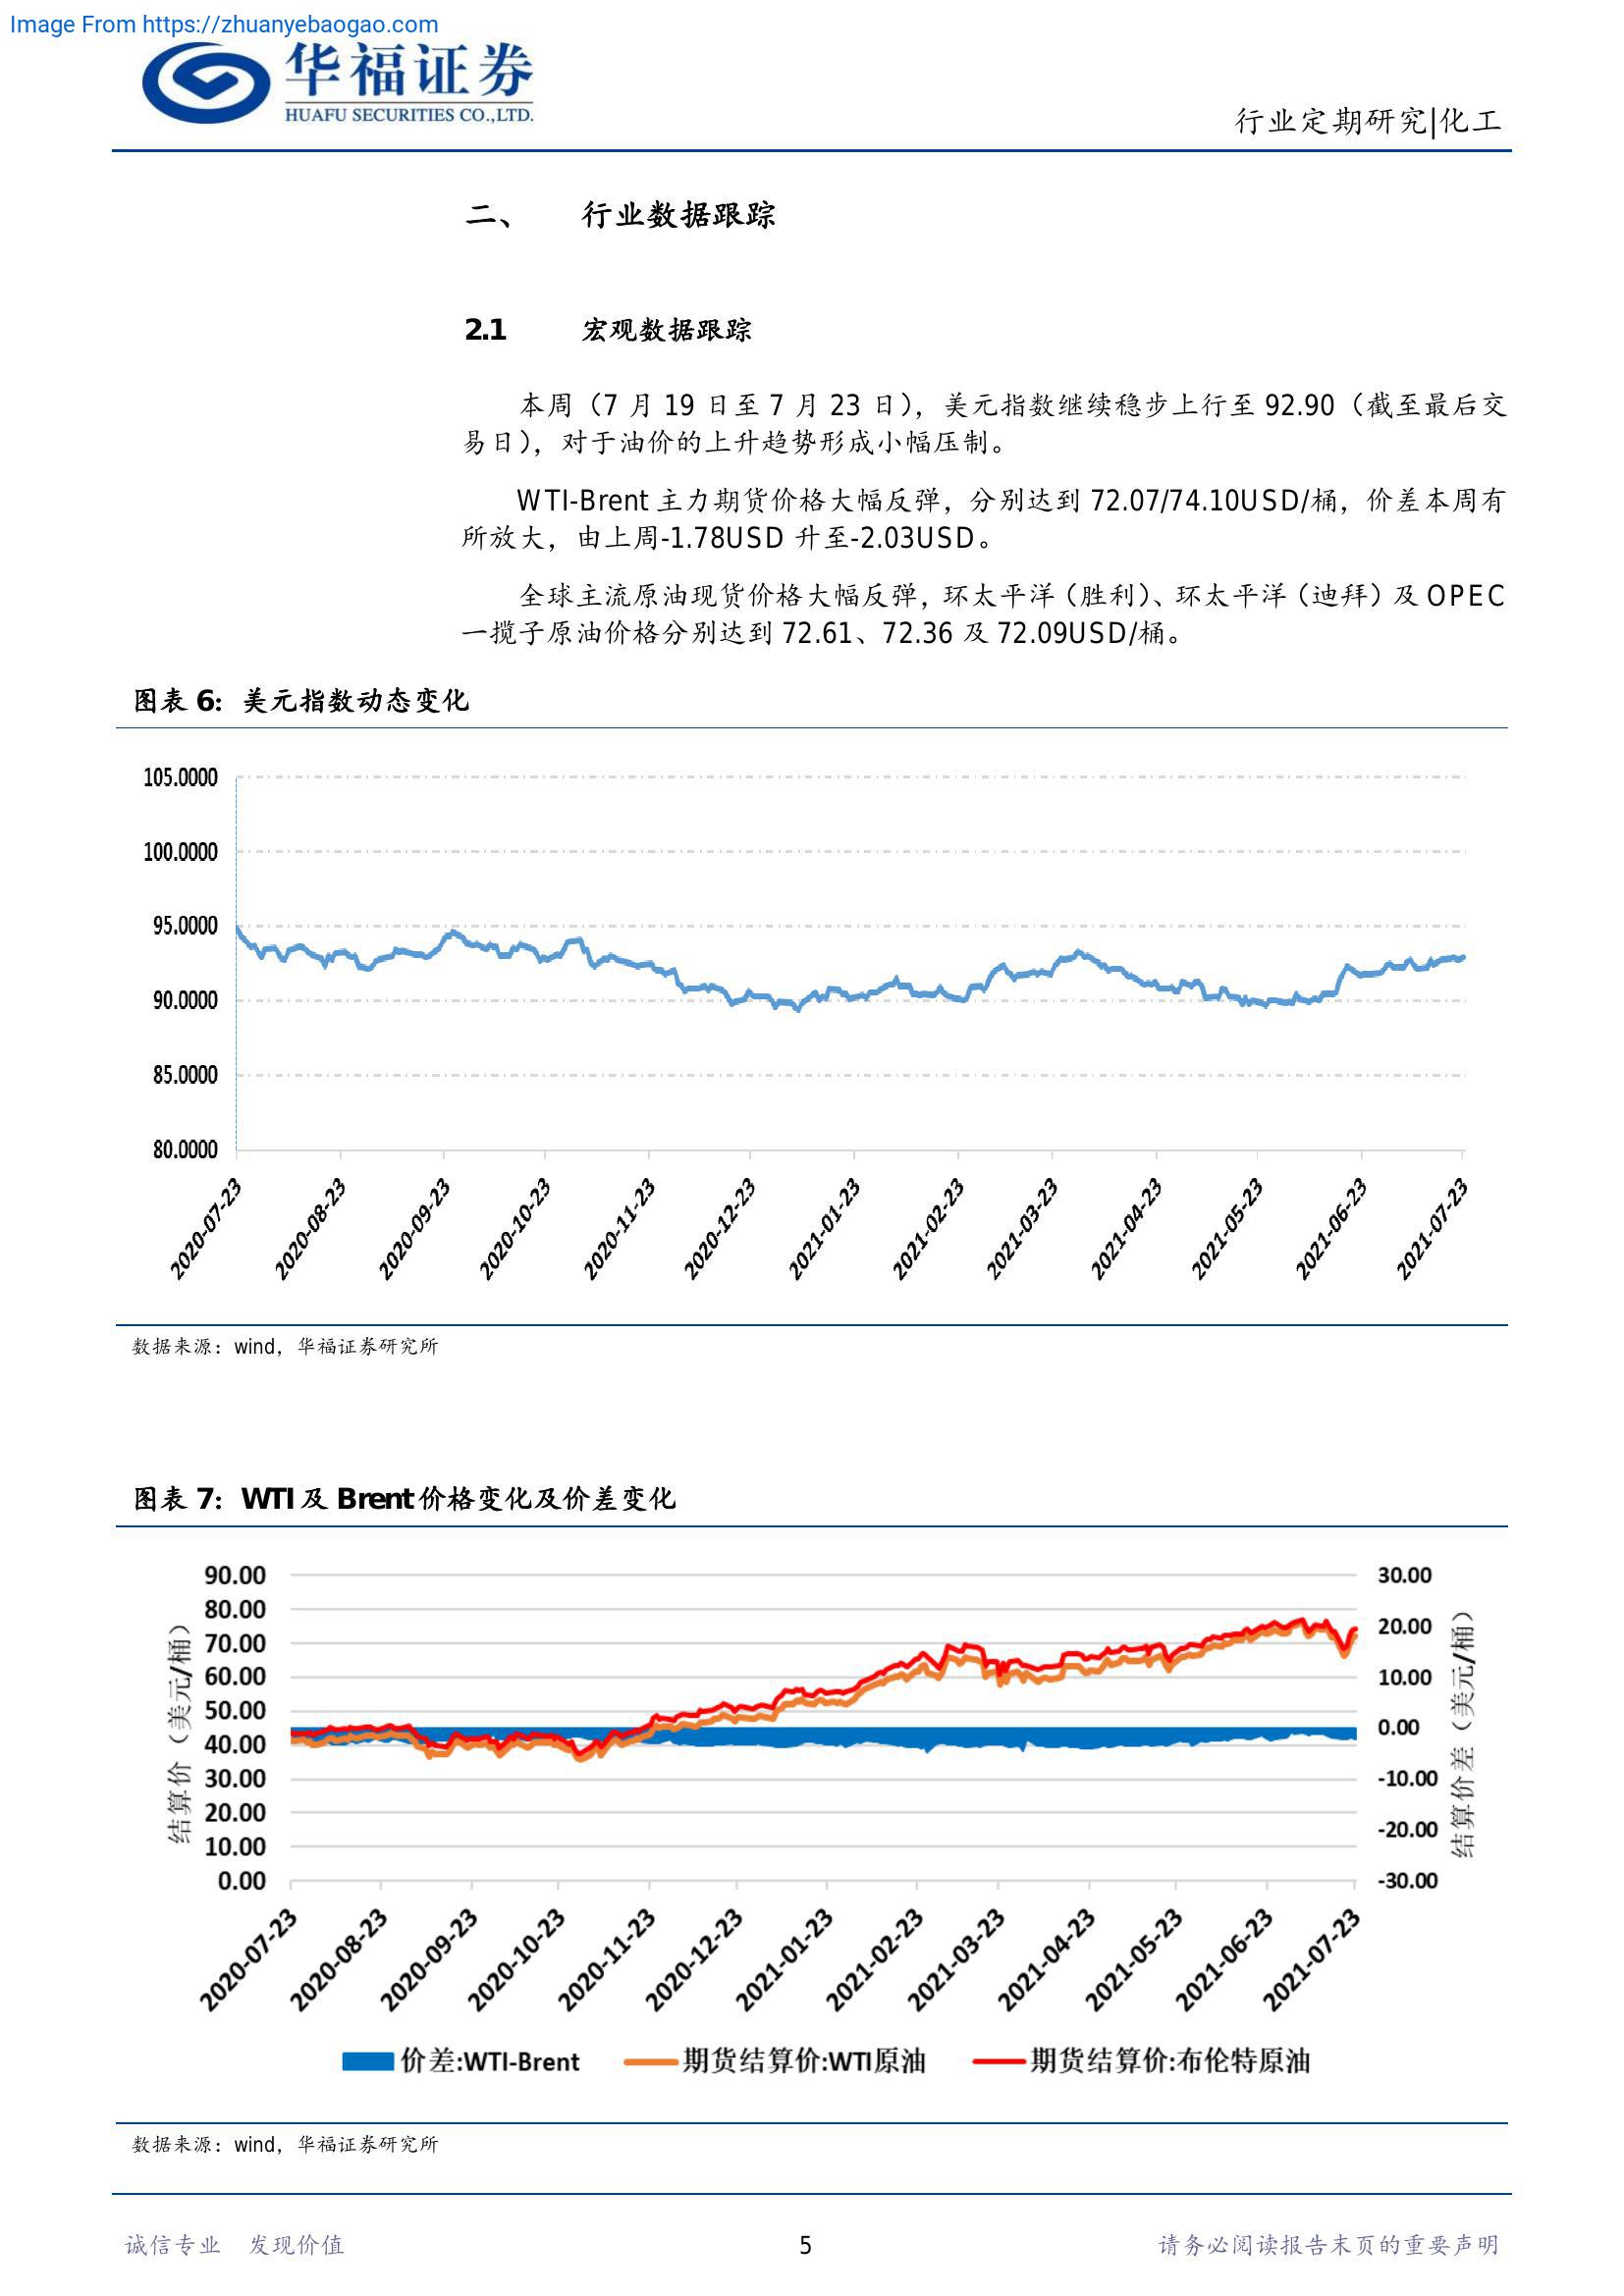 Image From https://zhuanyebaogao.com
华福证券
HUAFU SECURITIES CO.,LTD.
行业定期研究|化工
二、 行业数据跟踪
2.1 宏观数据跟踪
本周（7 月 19 日至 7 月 23 日），美元指数继续稳步上行至 92.90（截至最后交
易日），对于油价的上升趋势形成小幅压制。
WTI-Brent 主力期货价格大幅反弹，分别达到 72.07/74.10USD/桶，价差本周有
所放大，由上周-1.78USD 升至-2.03USD。
全球主流原油现货价格大幅反弹，环太平洋（胜利）、环太平洋（迪拜）及 OPEC
一揽子原油价格分别达到 72.61、72.36 及 72.09USD/桶。
图表 6：美元指数动态变化
105.0000
100.0000
95.0000
90.0000
85.0000
80.0000
2020-07-23
2020-08-23
2020-09-23
2020-10-23
2020-11-23
2020-12-23
2021-01-23
2021-02-23
2021-03-23
2021-04-23
2021-05-23
2021-06-23
2021-07-23
数据来源：wind，华福证券研究所
图表 7：WTI 及 Brent 价格变化及价差变化
结算价（美元/桶）
90.00
80.00
70.00
60.00
50.00
40.00
30.00
20.00
10.00
0.00
30.00
20.00
10.00
0.00
-10.00
-20.00
-30.00
结算价差（美元/桶）
2020-07-23
2020-08-23
2020-09-23
2020-10-23
2020-11-23
2020-12-23
2021-01-23
2021-02-23
2021-03-23
2021-04-23
2021-05-23
2021-06-23
2021-07-23
价差:WTI-Brent
期货结算价:WTI原油
期货结算价:布伦特原油
数据来源：wind，华福证券研究所
诚信专业 发现价值
5
请务必阅读报告末页的重要声明